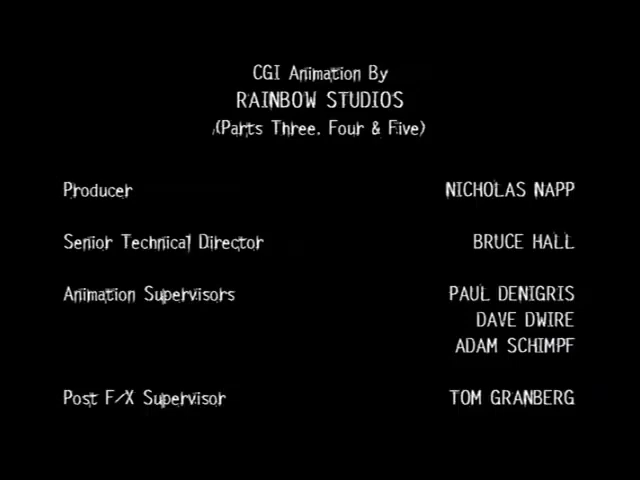 CGI Animation By
RAINBOW STUDIOS
(Parts Three, Four & Five)
Producer NICHOLAS NAPP
Senior Technical Director BRUCE HALL
Animation Supervisors PAUL DENIGRIS
DAVE DWIRE
ADAM SCHIMPF
Post F/X Supervisor TOM GRANBERG